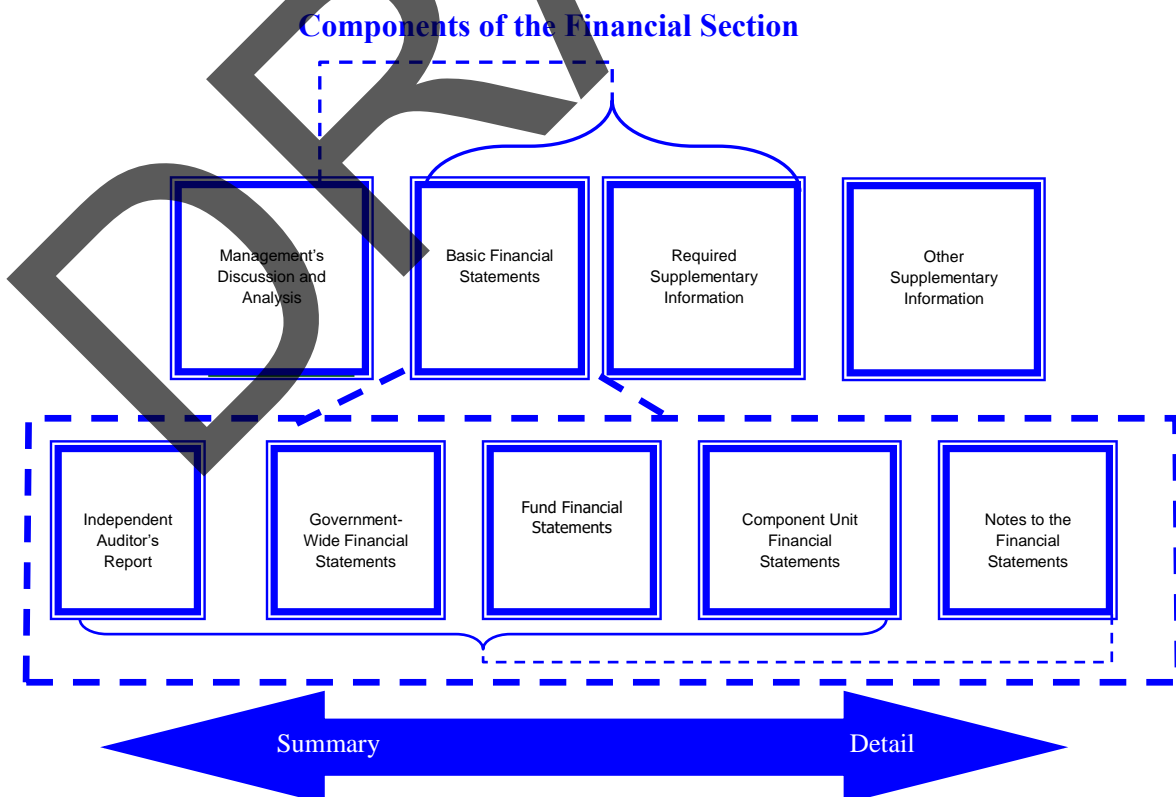 Components of the Financial Section
Management's
Discussion and
Analysis
Basic Financial
Statements
Required
Supplementary
Information
Other
Supplementary
Information
Independent
Auditor's
Report
Government-
Wide Financial
Statements
Fund Financial
Statements
Component Unit
Financial
Statements
Notes to the
Financial
Statements
Summary
Detail